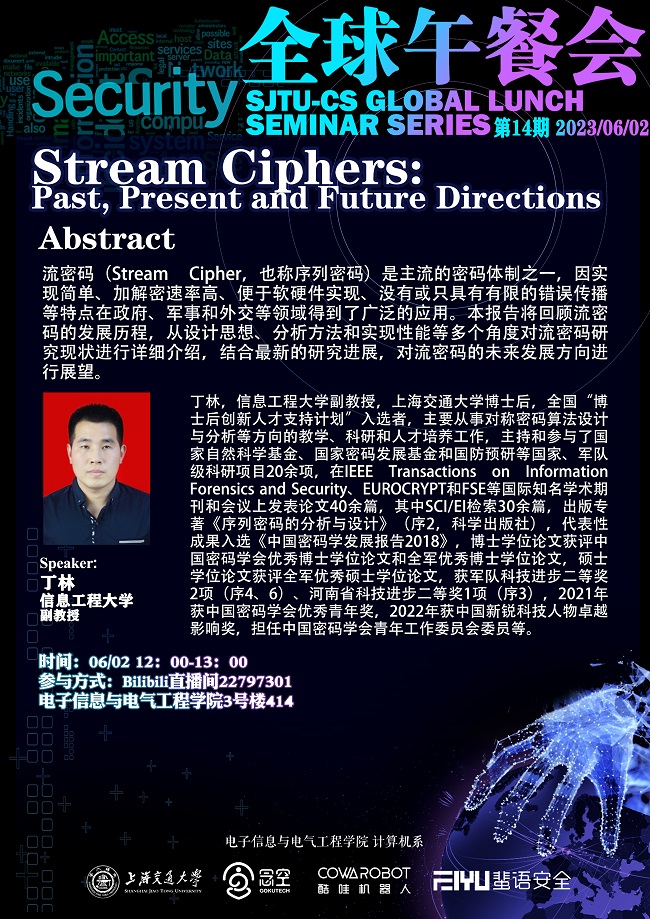 Security
Access
important
services
servers
possible
sites
Data
network
compu
system
also
全球午餐会
SJTU-CS GLOBAL LUNCH
SEMINAR SERIES 第14期 2023/06/02
Stream Ciphers:
Past, Present and Future Directions
Abstract
流密码（Stream Cipher，也称序列密码）是主流的密码体制之一，因实
现简单、加解密速率高、便于软硬件实现、没有或只具有有限的错误传播
等特点在政府、军事和外交等领域得到了广泛的应用。本报告将回顾流密
码的发展历程，从设计思想、分析方法和实现性能等多个角度对流密码研
究现状进行详细介绍，结合最新的研究进展，对流密码的未来发展方向进
行展望。
丁林，信息工程大学副教授，上海交通大学博士后，全国“博
士后创新人才支持计划”入选者，主要从事对称密码算法设计
与分析等方向的教学、科研和人才培养工作，主持和参与了国
家自然科学基金、国家密码发展基金和国防预研等国家、军队
级科研项目20余项，在IEEE Transactions on Information
Forensics and Security、EUROCRYPT和FSE等国际知名学术期
刊和会议上发表论文40余篇，其中SCI/EI检索30余篇，出版专
著《序列密码的分析与设计》（序2，科学出版社），代表性
成果入选《中国密码学发展报告2018》，博士学位论文获评中
国密码学会优秀博士学位论文和全军优秀博士学位论文，硕士
学位论文获评全军优秀硕士学位论文，获军队科技进步二等奖
2项（序4、6）、河南省科技进步二等奖1项（序3），2021年
获中国密码学会优秀青年奖，2022年获中国新锐科技人物卓越
影响奖，担任中国密码学会青年工作委员会委员等。
Speaker:
丁林
信息工程大学
副教授
时间：06/02 12：00-13：00
参与方式：Bilibili直播间22797301
电子信息与电气工程学院3号楼414
电子信息与电气工程学院 计算机系
上海交通大学
SHANGHAI JIAO TONG UNIVERSITY
念空
GOKUTECH
COWAROBOT
酷哇机器人
FEIYU 蜚语安全